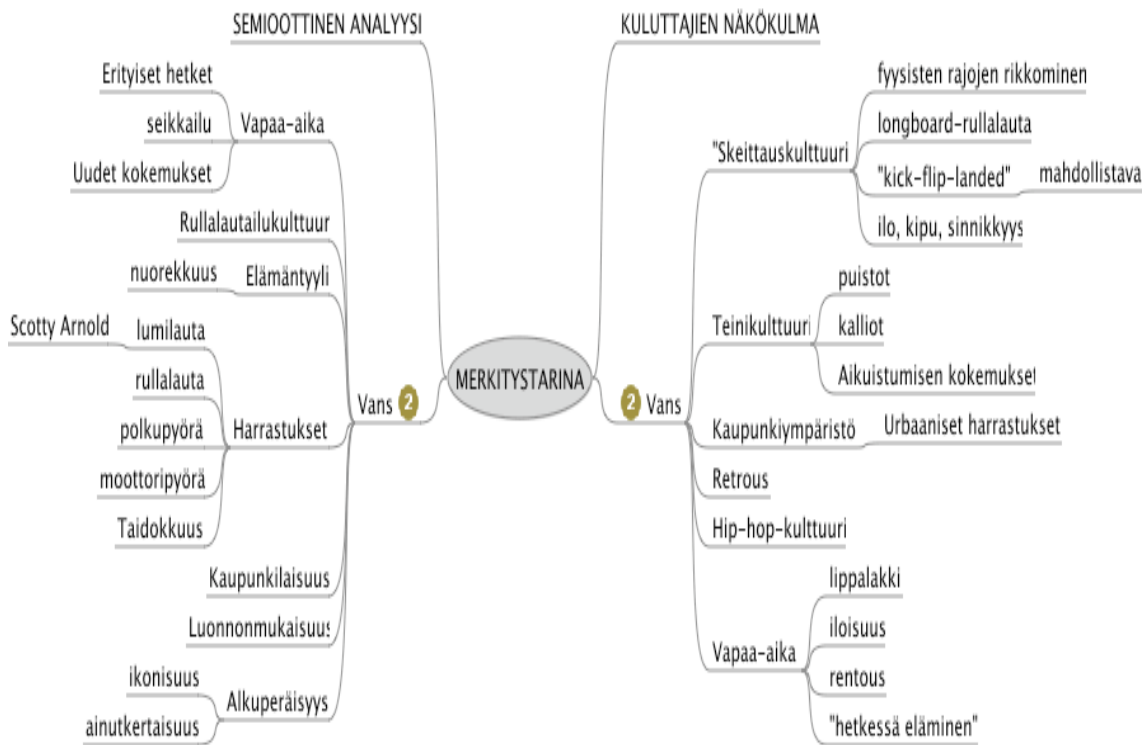 SEMIOOTTINEN ANALYYSI
Erityiset hetket
seikkailu
Uudet kokemukset
Vapaa-aika
Rullalautailukulttuur
nuorekkuus
Elämäntyyli
Scotty Arnold
lumilauta
rullalauta
polkupyörä
moottoripyörä
Taidokkuus
Harrastukset
Kaupunkilaisuus
Luonnonmukaisuus
ikonisuus
ainutkertaisuus
Alkuperäisyys
Vans 2
MERKITYSTARINA
KULUTTAJIEN NÄKÖKULMA
2 Vans
"Skeittauskulttuuri
fyysisten rajojen rikkominen
longboard-rullalauta
"kick-flip-landed"
mahdollistava
ilo, kipu, sinnikkyys
Teinikulttuuri
puistot
kalliot
Aikuistumisen kokemukset
Kaupunkiympäristö
Urbaaniset harrastukset
Retrous
Hip-hop-kulttuuri
Vapaa-aika
lippalakki
iloisuus
rentous
"hetkessä eläminen"